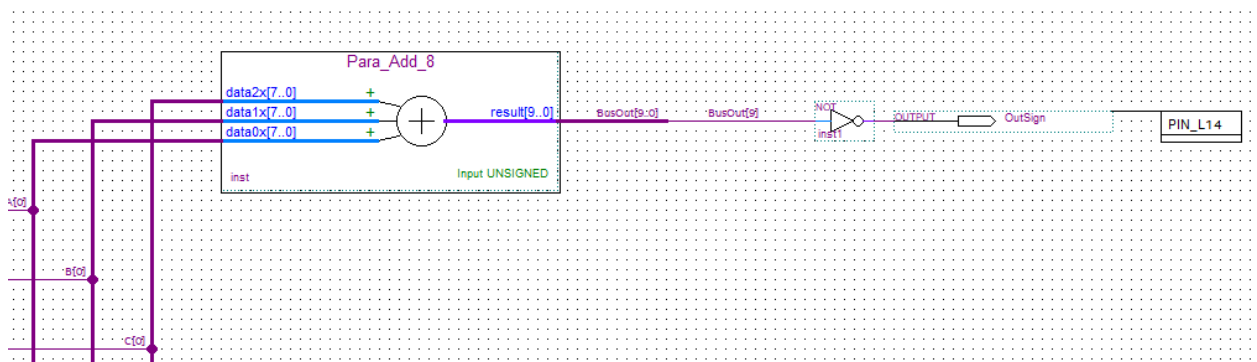 Para_Add_8
data2x[7..0]
+
data1x[7..0]
+
data0x[7..0]
+
result[9..0]
inst
Input UNSIGNED
BusOut[9..0]
BusOut[9]
NOT
inst1
OUTPUT
OutSign
PIN_L14
A[0]
B[0]
C[0]